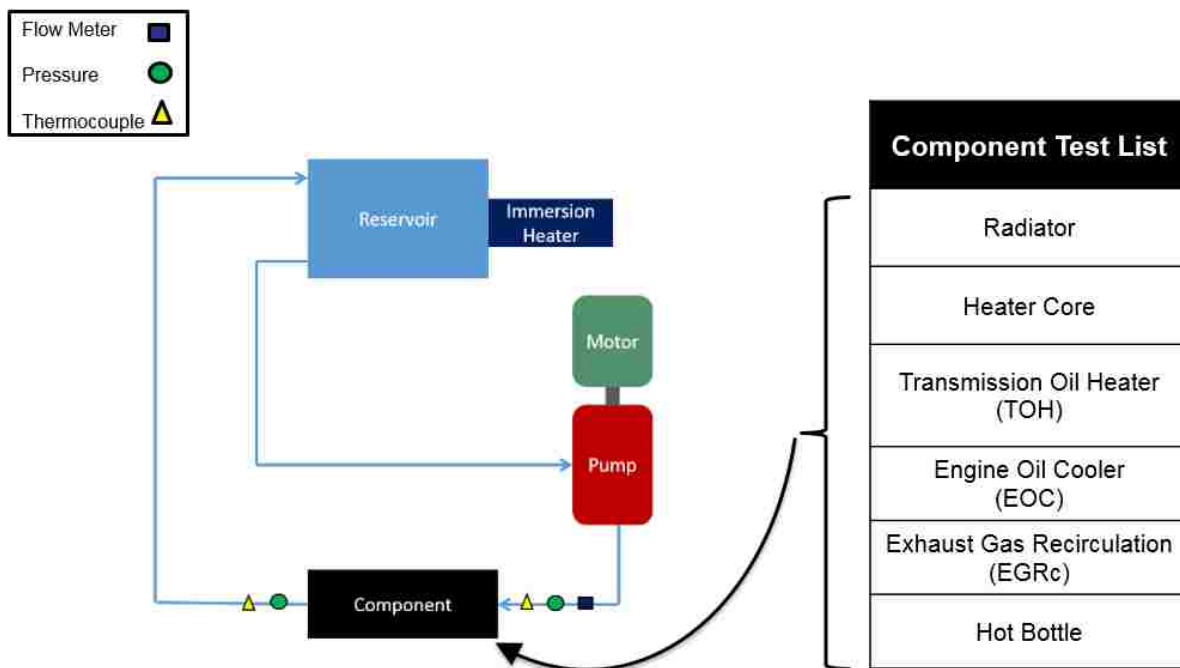 Flow Meter
Pressure
Thermocouple
Reservoir
Immersion
Heater
Motor
Pump
Component
Component Test List
Radiator
Heater Core
Transmission Oil Heater
(TOH)
Engine Oil Cooler
(EOC)
Exhaust Gas Recirculation
(EGRc)
Hot Bottle